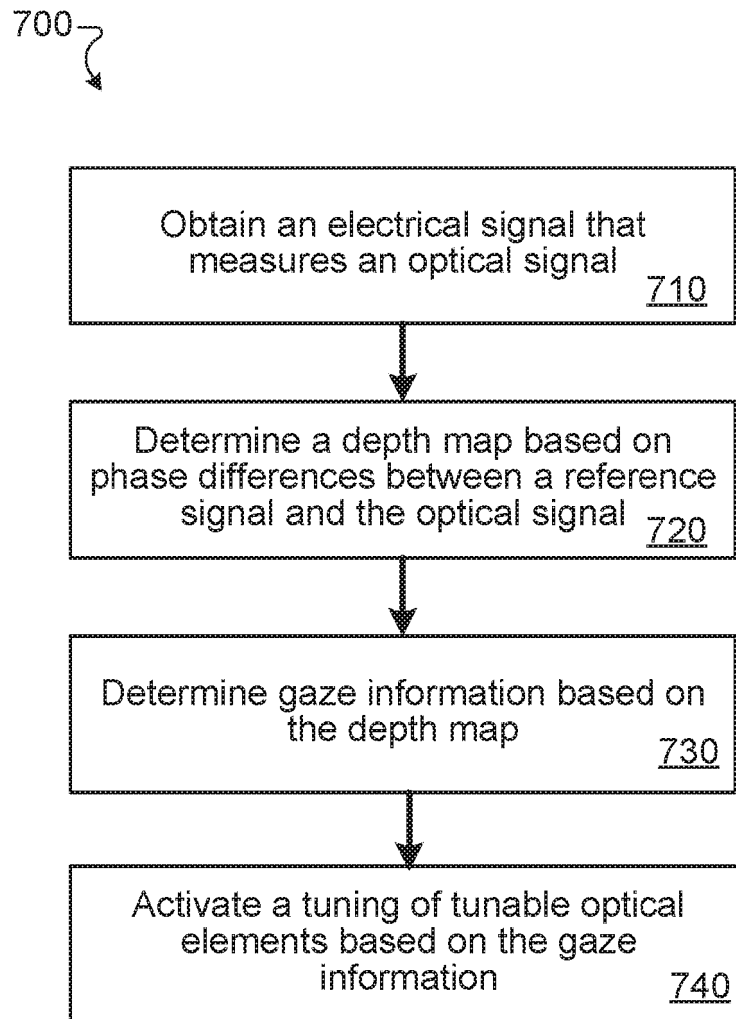 700
Obtain an electrical signal that
measures an optical signal
710
Determine a depth map based on
phase differences between a reference
signal and the optical signal
720
Determine gaze information based on
the depth map
730
Activate a tuning of tunable optical
elements based on the gaze
information
740